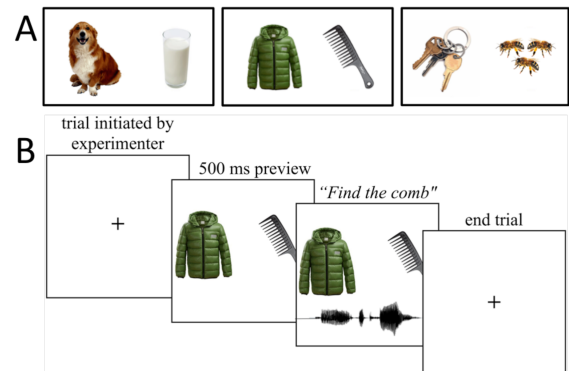 A
trial initiated by
experimenter
B
500 ms preview
“Find the comb"
end trial